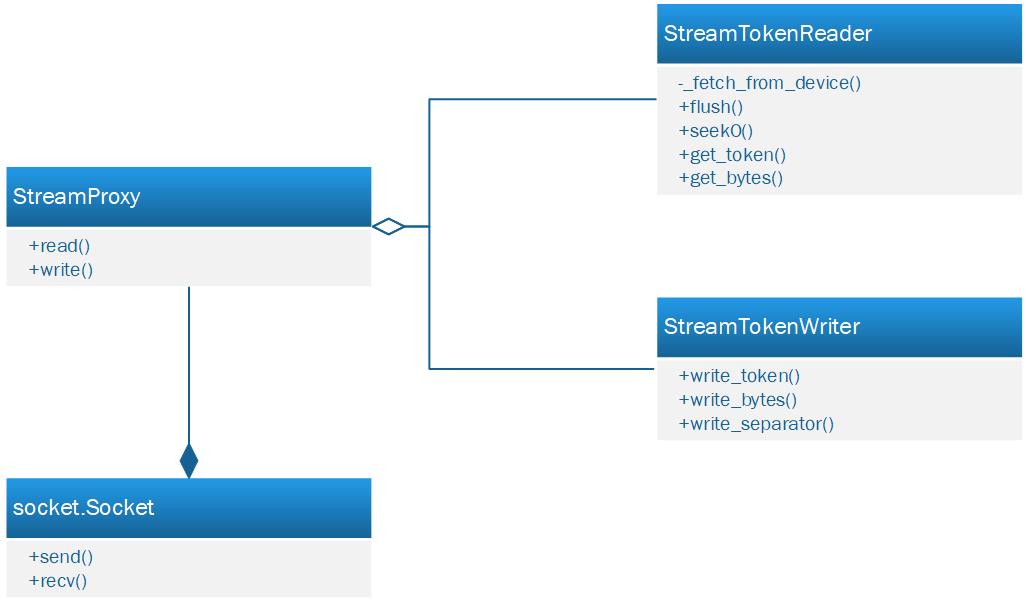 StreamTokenReader
-_fetch_from_device()
+flush()
+seek0()
+get_token()
+get_bytes()
StreamProxy
+read()
+write()
StreamTokenWriter
+write_token()
+write_bytes()
+write_separator()
socket.Socket
+send()
+recv()